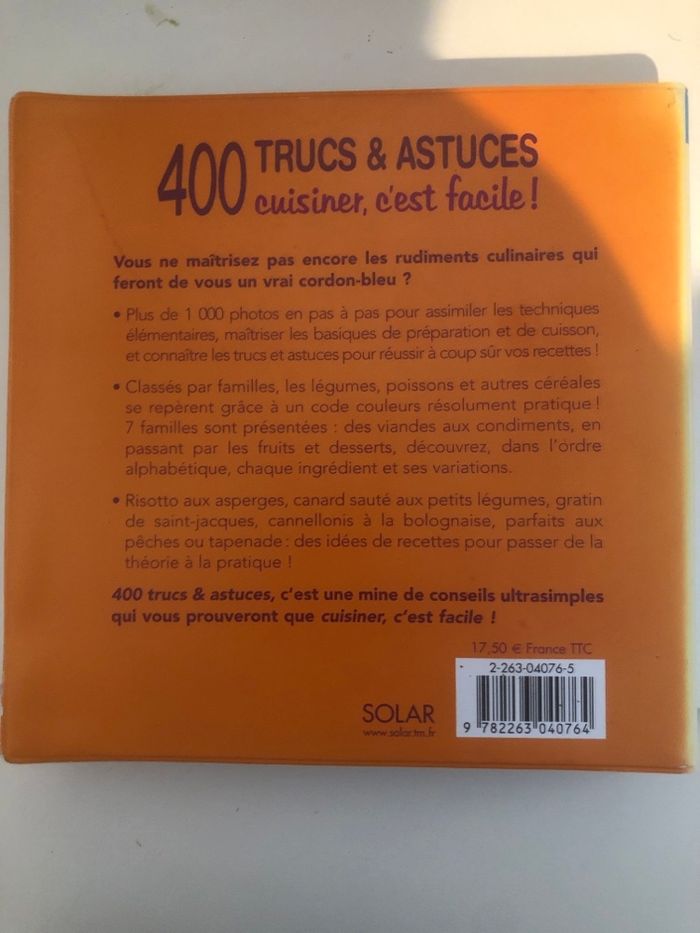 400 TRUCS & ASTUCES
cuisiner, c'est facile !
Vous ne maîtrisez pas encore les rudiments culinaires qui
feront de vous un vrai cordon-bleu ?
• Plus de 1 000 photos en pas à pas pour assimiler les techniques
élémentaires, maîtriser les basiques de préparation et de cuisson,
et connaître les trucs et astuces pour réussir à coup sûr vos recettes !
• Classés par familles, les légumes, poissons et autres céréales
se repèrent grâce à un code couleurs résolument pratique !
7 familles sont présentées : des viandes aux condiments, en
passant par les fruits et desserts, découvrez, dans l'ordre
alphabétique, chaque ingrédient et ses variations.
• Risotto aux asperges, canard sauté aux petits légumes, gratin
de saint-jacques, cannellonis à la bolognaise, parfaits aux
pêches ou tapenade : des idées de recettes pour passer de la
théorie à la pratique !
400 trucs & astuces, c'est une mine de conseils ultrasimples
qui vous prouveront que cuisiner, c'est facile !
17,50 € France TTC
2-263-04076-5
SOLAR
www.solar.tm.fr
9 782263 040764